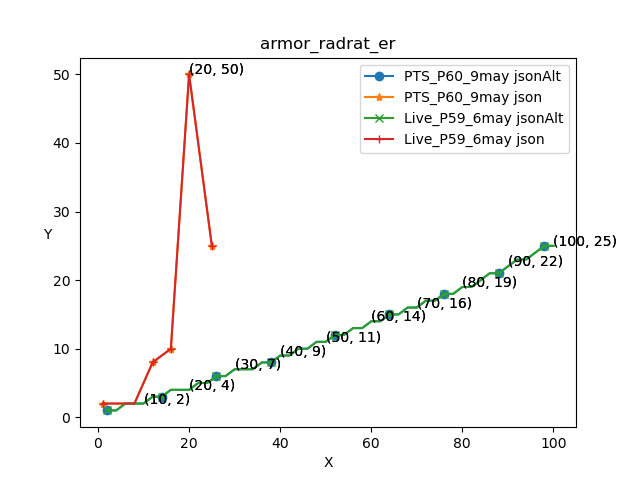 armor_radrat_er
PTS_P60_9may jsonAlt
PTS_P60_9may json
Live_P59_6may jsonAlt
Live_P59_6may json
(20, 50)
(100, 25)
(90, 22)
(80, 19)
(70, 16)
(60, 14)
(50, 11)
(40, 9)
(30, 7)
(20, 4)
(10, 2)
50
40
30
20
10
0
Y
0 20 40 60 80 100
X